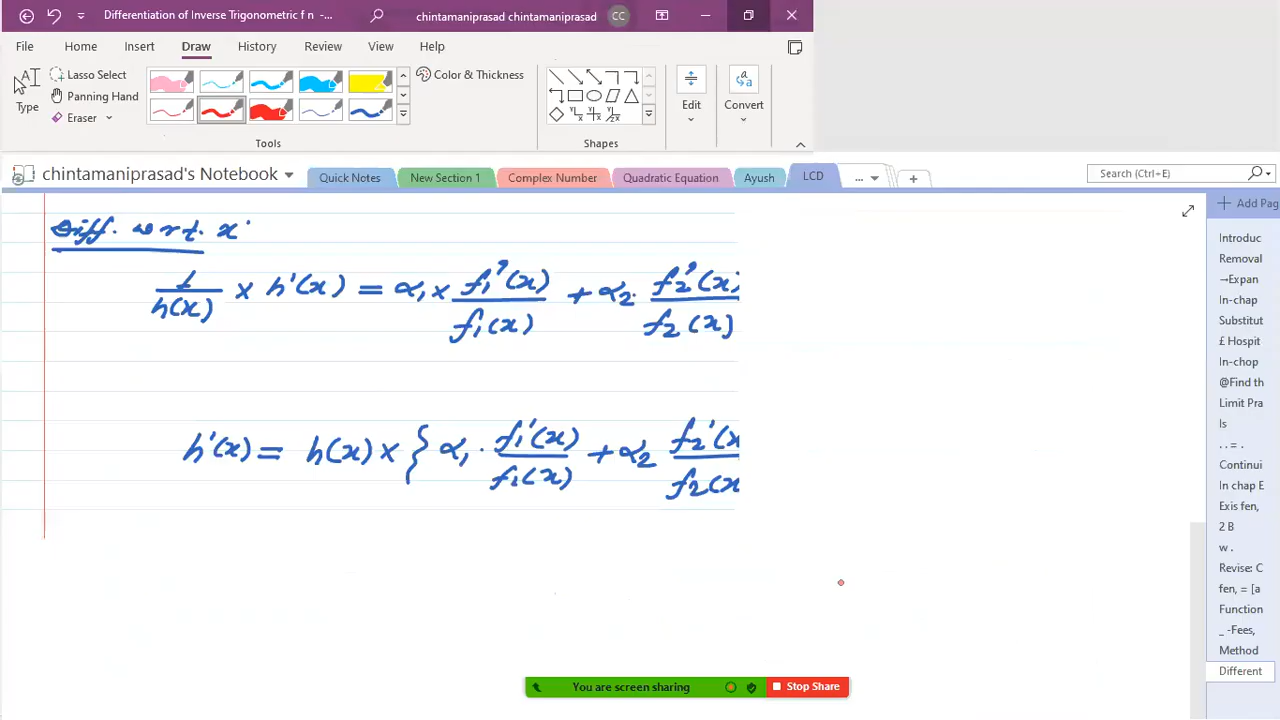 Differentiation of Inverse Trigonometric f n -...
chintamaniprasad chintamaniprasad CC
File Home Insert Draw History Review View Help
Type
Lasso Select
Panning Hand
Eraser
Color & Thickness
Edit
Convert
Tools
Shapes
chintamaniprasad's Notebook
Quick Notes New Section 1 Complex Number Quadratic Equation Ayush LCD ... +
Search (Ctrl+E)
Add Pag
Introduc
Removal
→Expan
In-chap
Substitut
£ Hospit
In-chop
@Find th
Limit Pra
Is
. . = .
Continui
In chap E
Exis fen,
2 B
w .
Revise: C
fen, = [a
Function
_ -Fees,
Method
Different
Diff. w r t. x
1/h(x) × h'(x) = α₁ × f₁'(x)/f₁(x) + α₂ · f₂'(x)/f₂(x)
h'(x) = h(x) × { α₁ · f₁'(x)/f₁(x) + α₂ f₂'(x/f₂(x
You are screen sharing
Stop Share